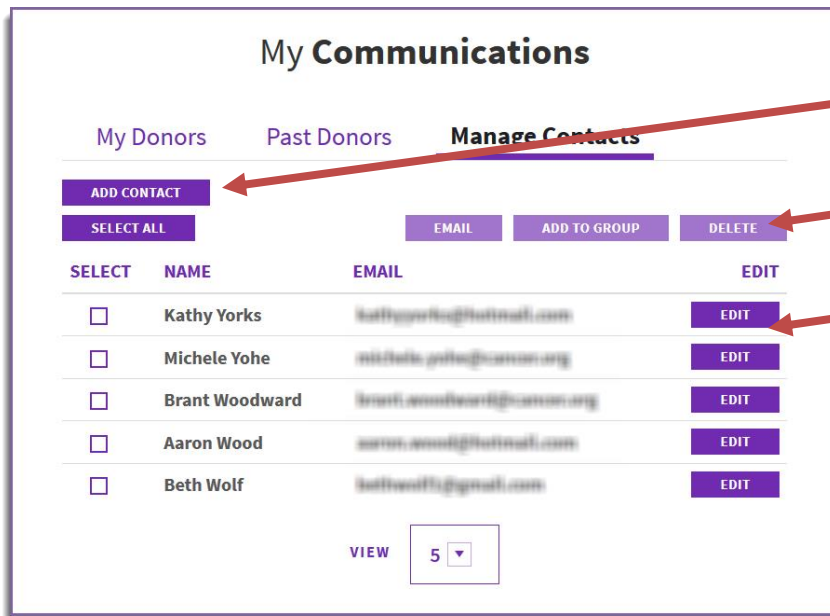 My Communications
My Donors Past Donors Manage Contacts
ADD CONTACT
SELECT ALL EMAIL ADD TO GROUP DELETE
SELECT NAME EMAIL EDIT
Kathy Yorks EDIT
Michele Yohe EDIT
Brant Woodward EDIT
Aaron Wood EDIT
Beth Wolf EDIT
VIEW 5